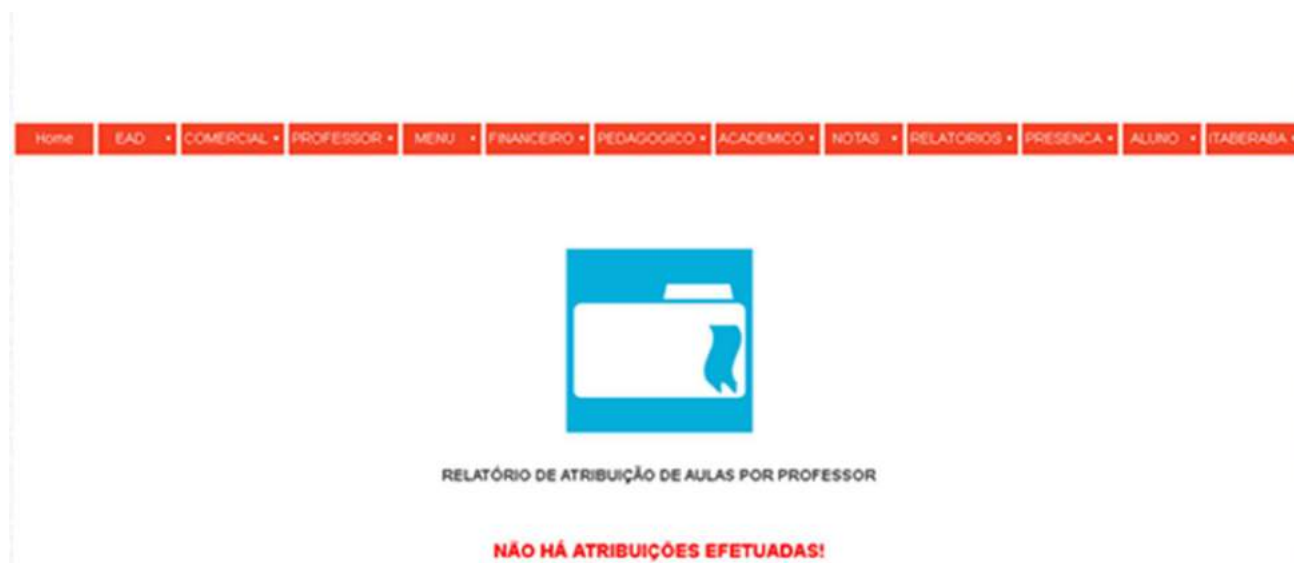 Home EAD COMERCIAL PROFESSOR MENU FINANCEIRO PEDAGOGICO ACADEMICO NOTAS RELATORIOS PRESENCA ALUNO ITABERABA
RELATÓRIO DE ATRIBUIÇÃO DE AULAS POR PROFESSOR
NÃO HÁ ATRIBUIÇÕES EFETUADAS!